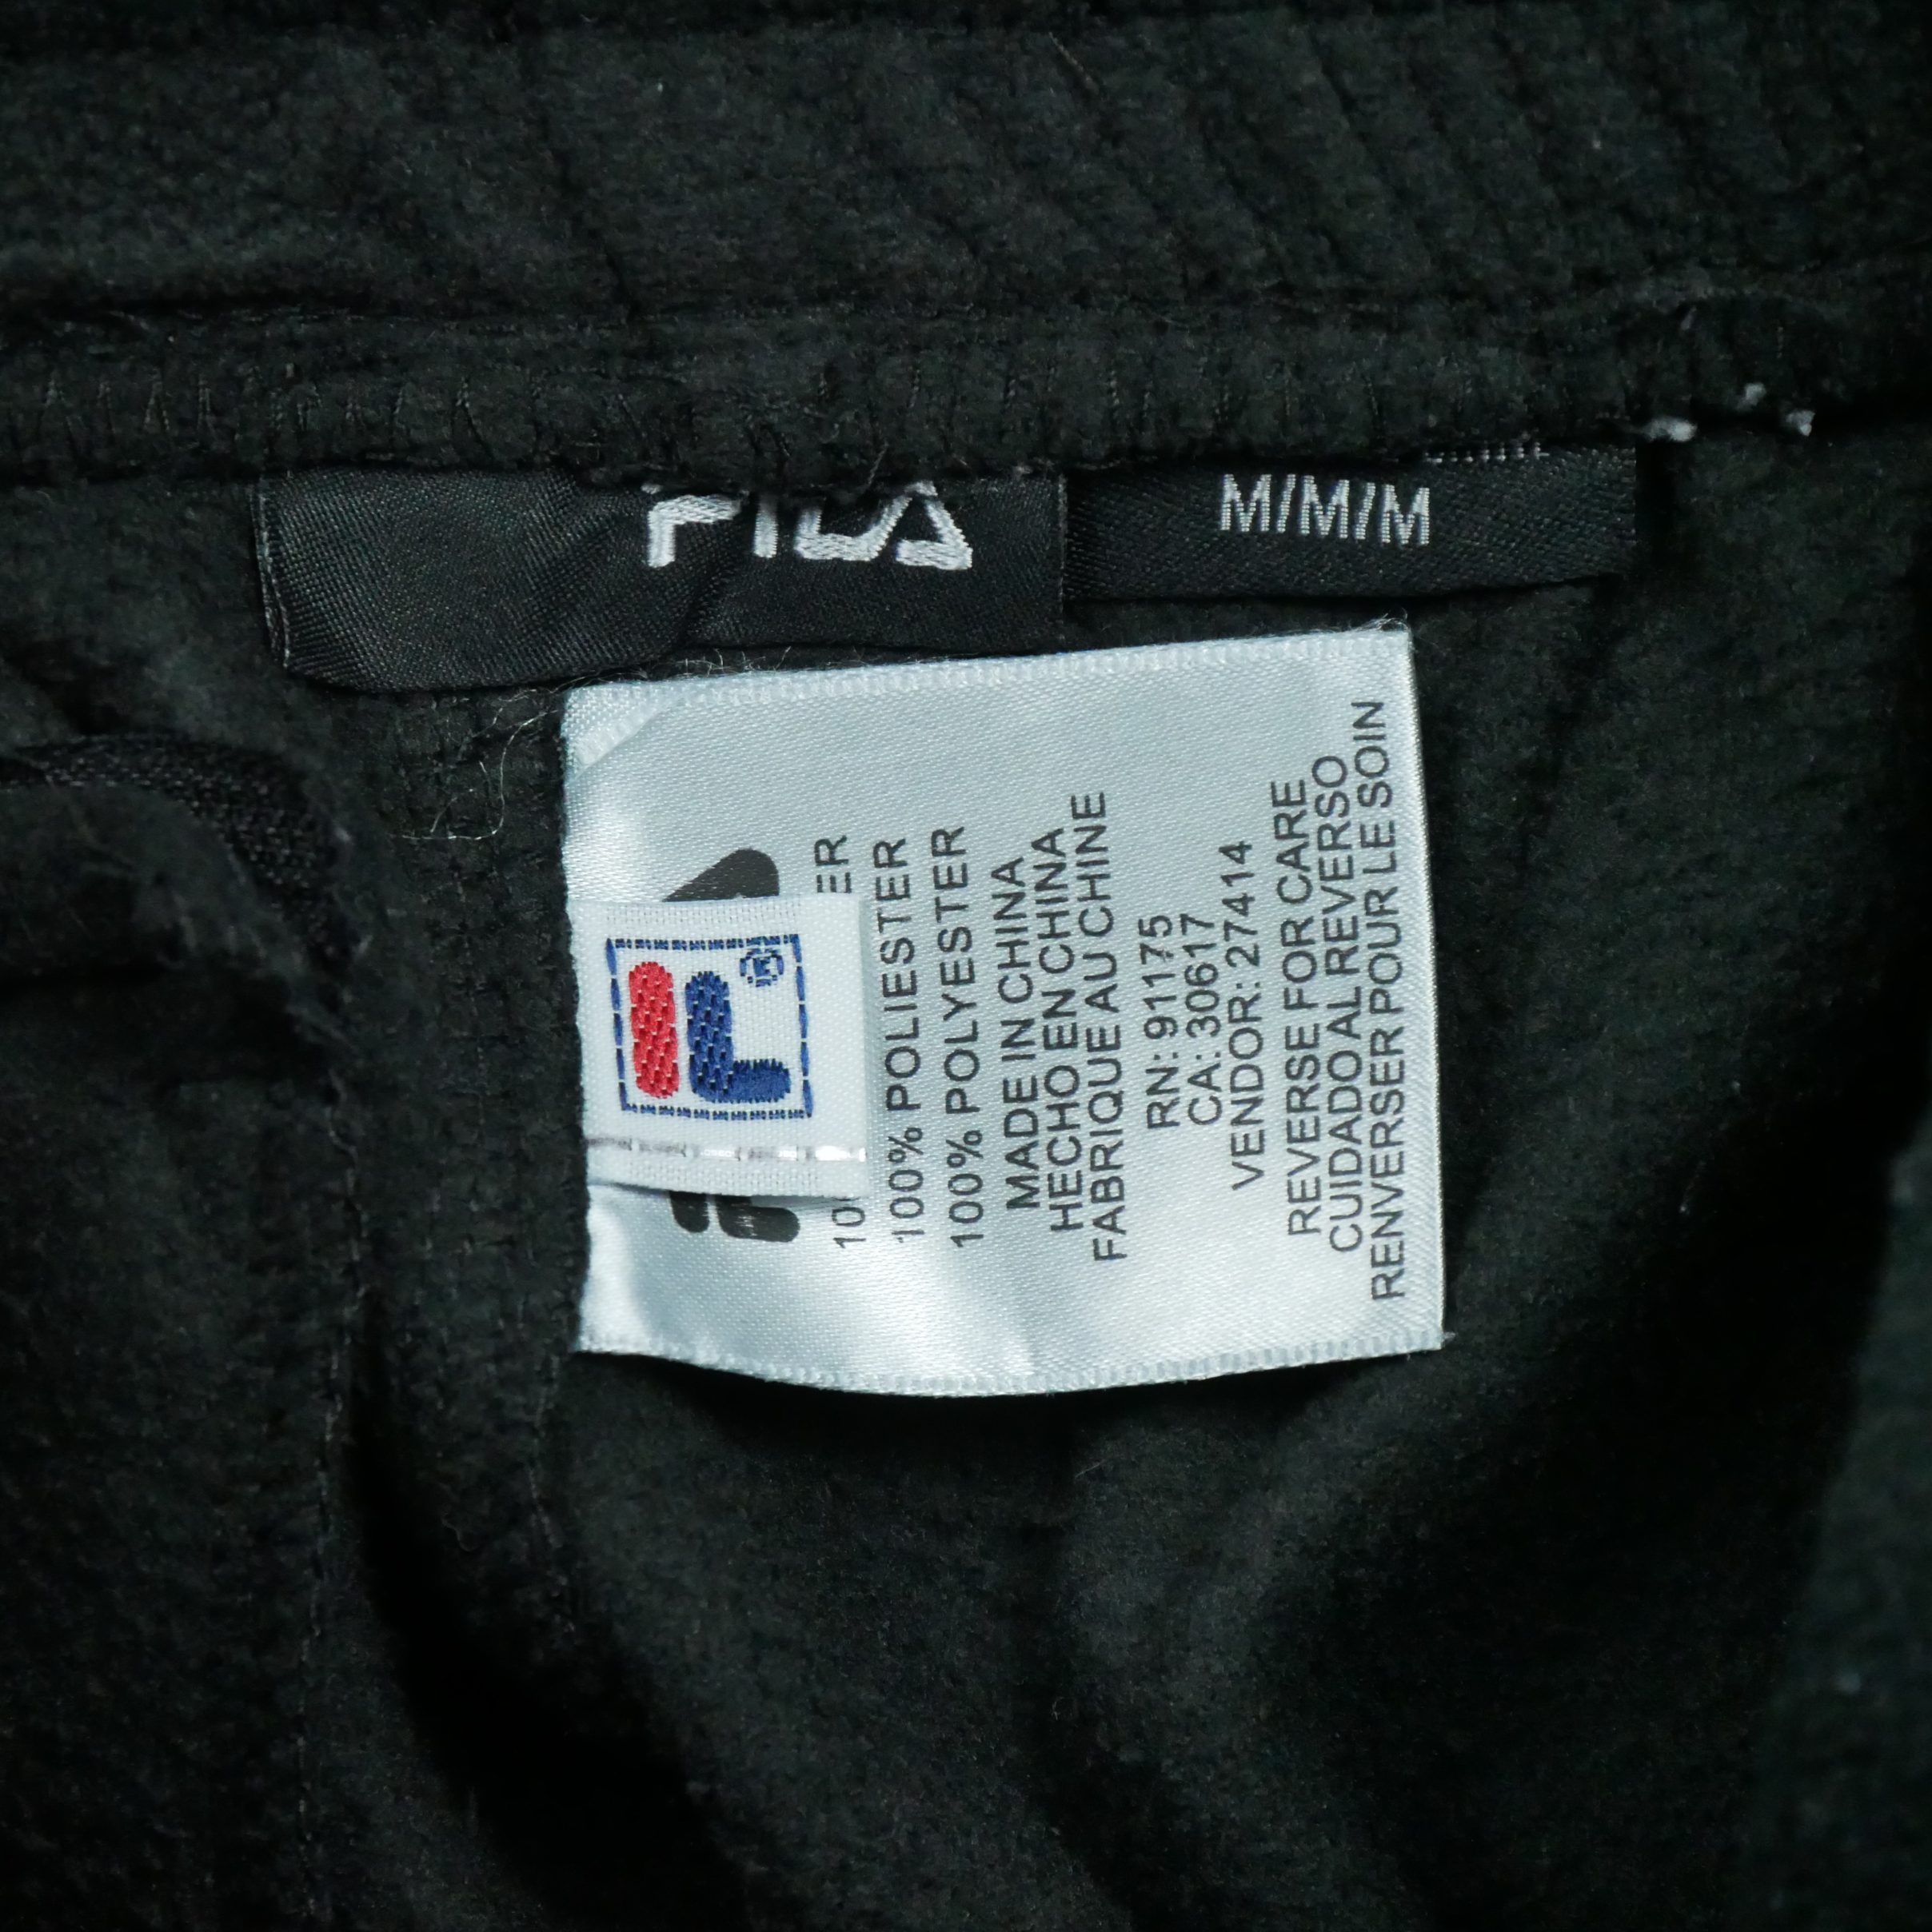 FILA
M/M/M
100% POLIESTER
100% POLYESTER
MADE IN CHINA
HECHO EN CHINA
FABRIQUE AU CHINE
RN: 91175
CA: 30617
VENDOR: 27414
REVERSE FOR CARE
CUIDADO AL REVERSO
RENVERSER POUR LE SOIN